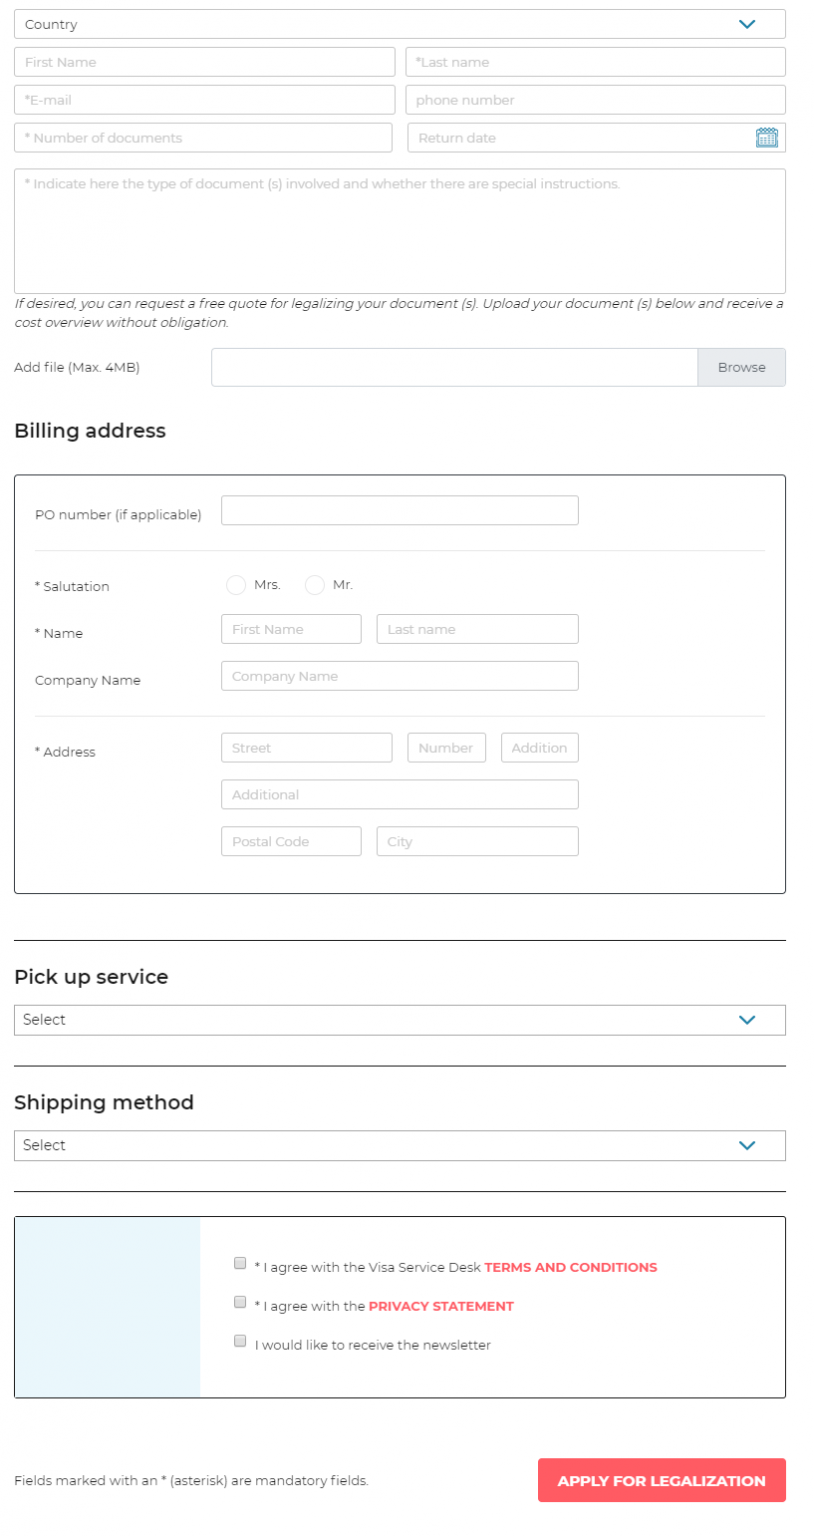 Country
First Name
*Last name
*E-mail
phone number
* Number of documents
Return date
* Indicate here the type of document (s) involved and whether there are special instructions.
If desired, you can request a free quote for legalizing your document (s). Upload your document (s) below and receive a
cost overview without obligation.
Add file (Max. 4MB)
Browse
Billing address
PO number (if applicable)
* Salutation
Mrs.
Mr.
* Name
First Name
Last name
Company Name
Company Name
* Address
Street
Number
Addition
Additional
Postal Code
City
Pick up service
Select
Shipping method
Select
* I agree with the Visa Service Desk TERMS AND CONDITIONS
* I agree with the PRIVACY STATEMENT
I would like to receive the newsletter
Fields marked with an * (asterisk) are mandatory fields.
APPLY FOR LEGALIZATION